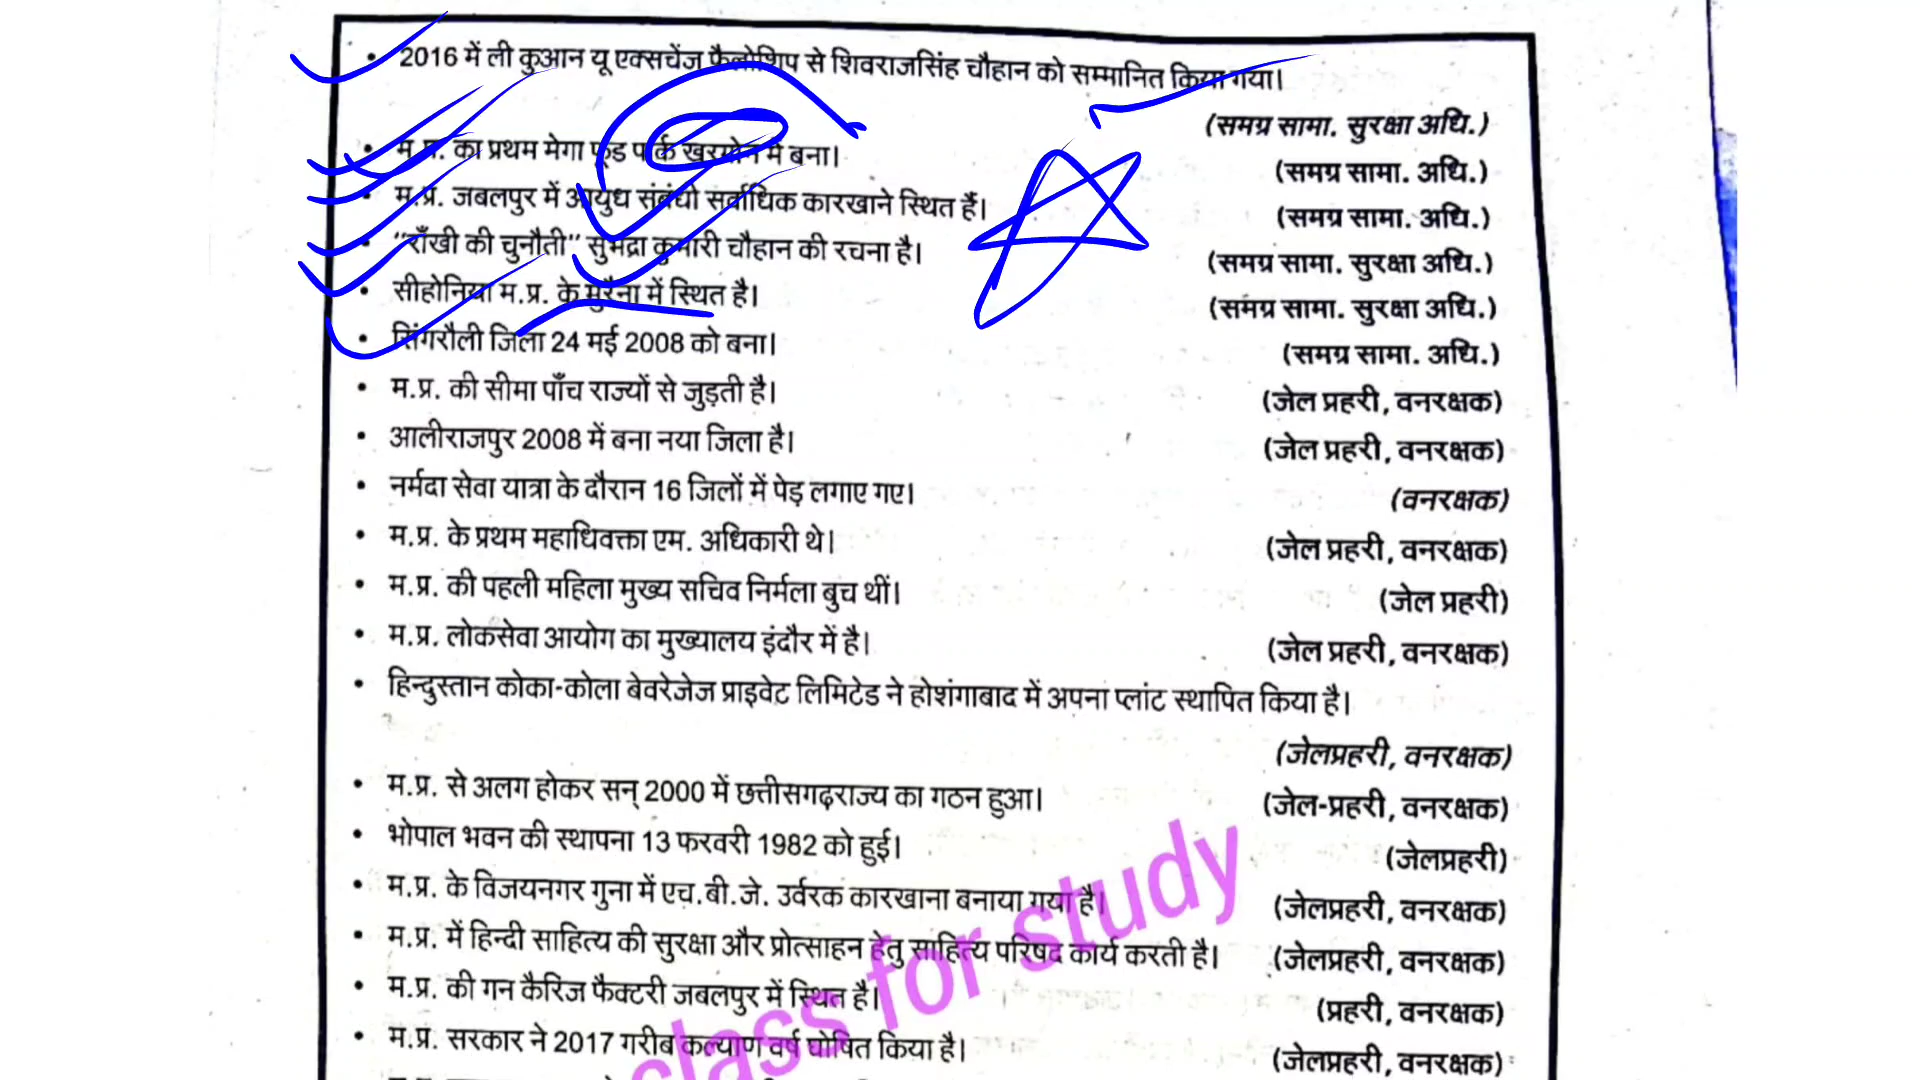 • 2016 में ली कुआन यू एक्सचेंज फैलोशिप से शिवराजसिंह चौहान को सम्मानित किया गया।
(समग्र सामा. सुरक्षा अधि.)
• म.प्र. का प्रथम मेगा फूड पार्क खरगोन में बना। (समग्र सामा. अधि.)
• म.प्र. जबलपुर में आयुध संबंधी सर्वाधिक कारखाने स्थित हैं। (समग्र सामा. अधि.)
• "राँखी की चुनौती" सुभद्रा कुमारी चौहान की रचना है। (समग्र सामा. सुरक्षा अधि.)
• सीहोनिया म.प्र. के मुरैना में स्थित है। (समग्र सामा. सुरक्षा अधि.)
• सिंगरौली जिला 24 मई 2008 को बना। (समग्र सामा. अधि.)
• म.प्र. की सीमा पाँच राज्यों से जुड़ती है। (जेल प्रहरी, वनरक्षक)
• आलीराजपुर 2008 में बना नया जिला है। (जेल प्रहरी, वनरक्षक)
• नर्मदा सेवा यात्रा के दौरान 16 जिलों में पेड़ लगाए गए। (वनरक्षक)
• म.प्र. के प्रथम महाधिवक्ता एम. अधिकारी थे। (जेल प्रहरी, वनरक्षक)
• म.प्र. की पहली महिला मुख्य सचिव निर्मला बुच थीं। (जेल प्रहरी)
• म.प्र. लोकसेवा आयोग का मुख्यालय इंदौर में है। (जेल प्रहरी, वनरक्षक)
• हिन्दुस्तान कोका-कोला बेवरेजेज प्राइवेट लिमिटेड ने होशंगाबाद में अपना प्लांट स्थापित किया है।
(जेलप्रहरी, वनरक्षक)
• म.प्र. से अलग होकर सन् 2000 में छत्तीसगढ़राज्य का गठन हुआ। (जेल-प्रहरी, वनरक्षक)
• भोपाल भवन की स्थापना 13 फरवरी 1982 को हुई। (जेलप्रहरी)
• म.प्र. के विजयनगर गुना में एच.बी.जे. उर्वरक कारखाना बनाया गया है। (जेलप्रहरी, वनरक्षक)
• म.प्र. में हिन्दी साहित्य की सुरक्षा और प्रोत्साहन हेतु साहित्य परिषद कार्य करती है। (जेलप्रहरी, वनरक्षक)
• म.प्र. की गन कैरिज फैक्टरी जबलपुर में स्थित है। (प्रहरी, वनरक्षक)
• म.प्र. सरकार ने 2017 गरीब कल्याण वर्ष घोषित किया है। (जेलप्रहरी, वनरक्षक)
class for study